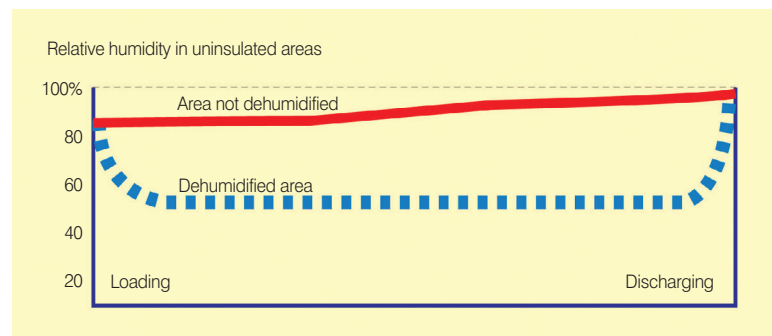 Relative humidity in uninsulated areas
100%
Area not dehumidified
80
60
Dehumidified area
40
20
Loading
Discharging